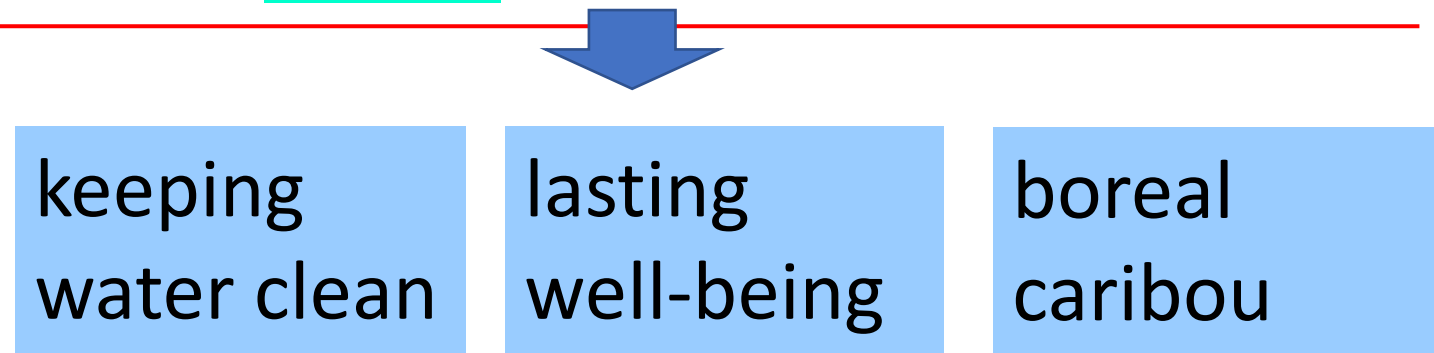 keeping
water clean
lasting
well-being
boreal
caribou